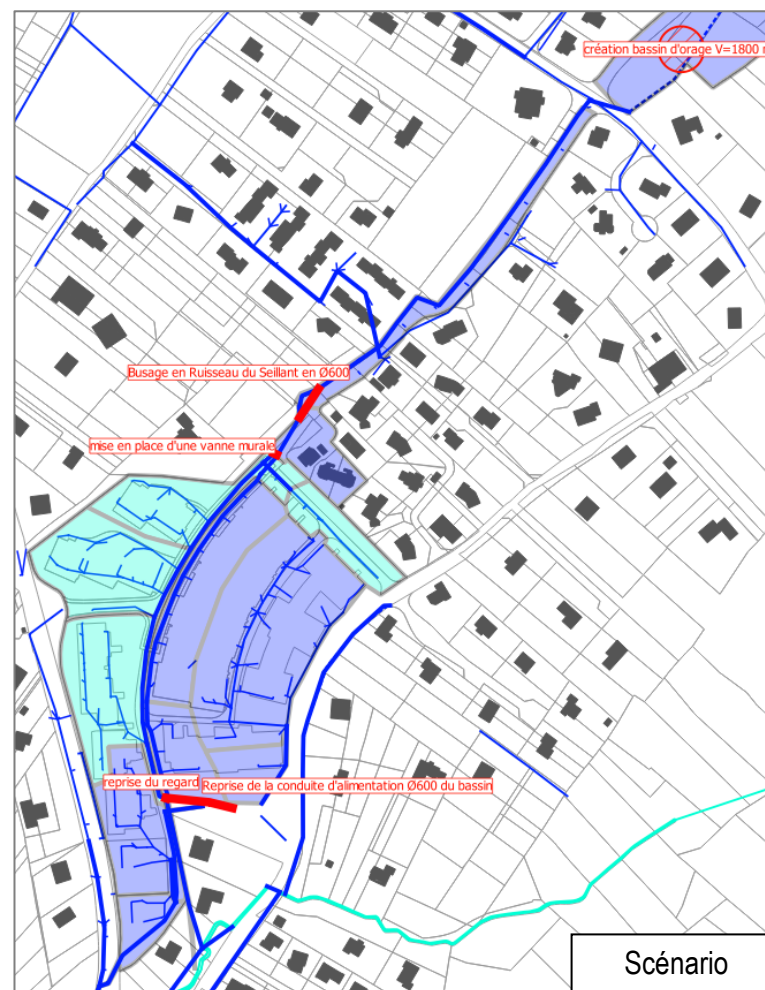 création bassin d'orage V=1800
Busage en Ruisseau du Seillant en Ø600
mise en place d'une vanne murale
reprise du regard
Reprise de la conduite d'alimentation Ø600 du bassin
Scénario